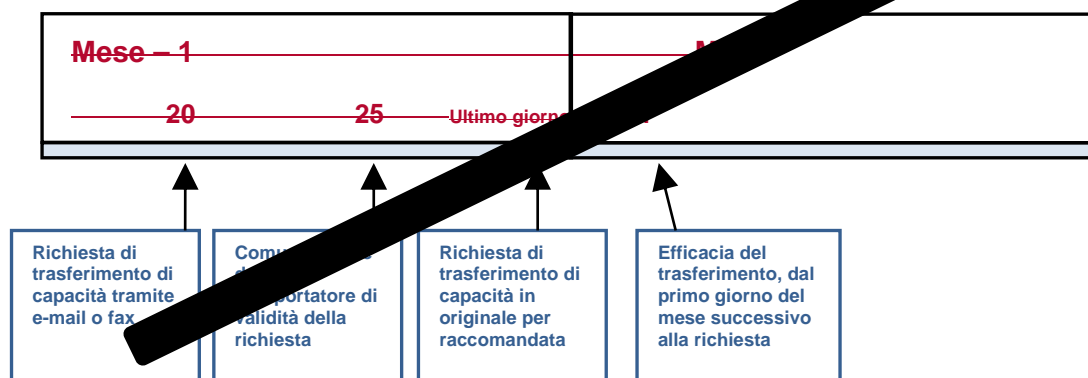 Mese – 1
20 25 Ultimo giorno
Richiesta di
trasferimento di
capacità tramite
e-mail o fax
validità della
richiesta
Richiesta di
trasferimento di
capacità in
originale per
raccomandata
Efficacia del
trasferimento, dal
primo giorno del
mese successivo
alla richiesta